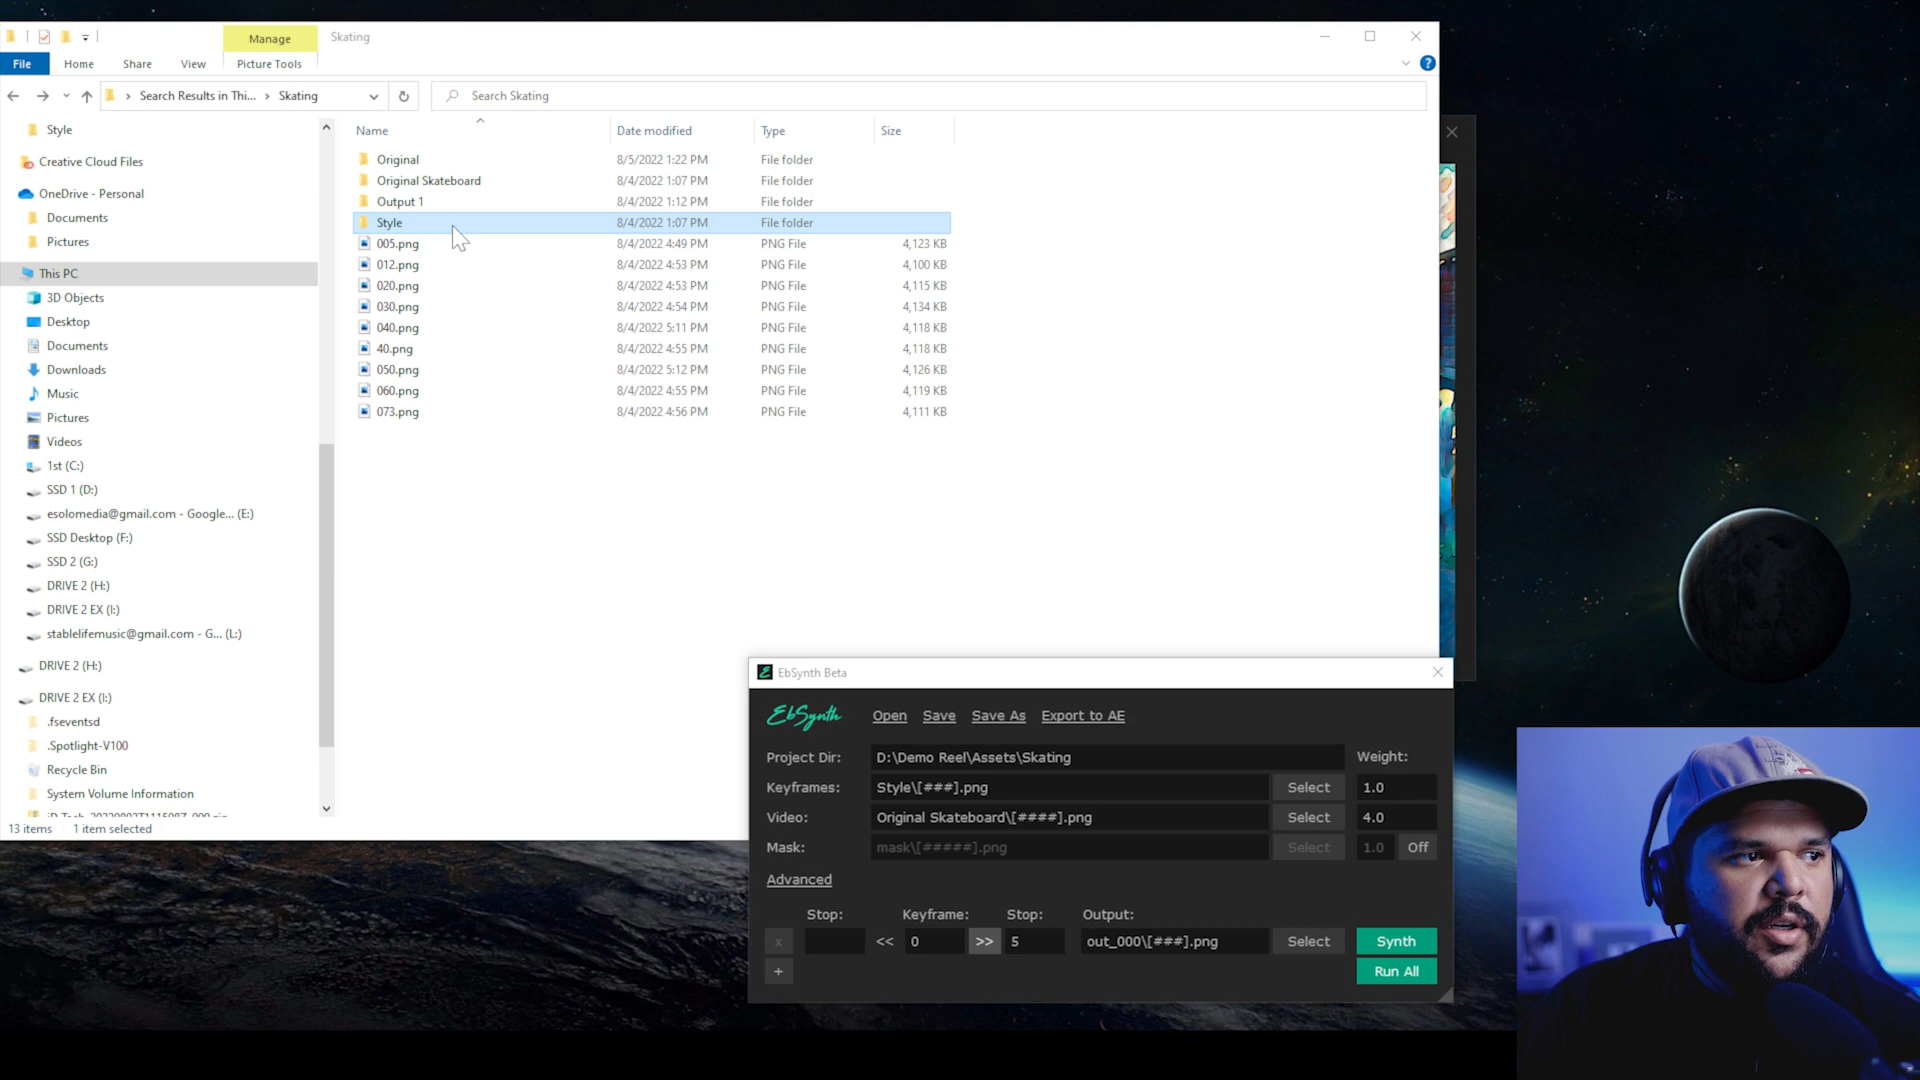 Manage
Skating
File
Home
Share
View
Picture Tools
?
Search Results in Thi...
Skating
Search Skating
Style
Creative Cloud Files
OneDrive - Personal
Documents
Pictures
This PC
3D Objects
Desktop
Documents
Downloads
Music
Pictures
Videos
1st (C:)
SSD 1 (D:)
esolomedia@gmail.com - Google... (E:)
SSD Desktop (F:)
SSD 2 (G:)
DRIVE 2 (H:)
DRIVE 2 EX (I:)
stablelifemusic@gmail.com - G... (L:)
DRIVE 2 (H:)
DRIVE 2 EX (I:)
.fseventsd
.Spotlight-V100
Recycle Bin
System Volume Information
13 items 1 item selected
Name Date modified Type Size
Original 8/5/2022 1:22 PM File folder
Original Skateboard 8/4/2022 1:07 PM File folder
Output 1 8/4/2022 1:12 PM File folder
Style 8/4/2022 1:07 PM File folder
005.png 8/4/2022 4:49 PM PNG File 4,123 KB
012.png 8/4/2022 4:53 PM PNG File 4,100 KB
020.png 8/4/2022 4:53 PM PNG File 4,115 KB
030.png 8/4/2022 4:54 PM PNG File 4,134 KB
040.png 8/4/2022 5:11 PM PNG File 4,118 KB
40.png 8/4/2022 4:55 PM PNG File 4,118 KB
050.png 8/4/2022 5:12 PM PNG File 4,126 KB
060.png 8/4/2022 4:55 PM PNG File 4,119 KB
073.png 8/4/2022 4:56 PM PNG File 4,111 KB
EbSynth Beta
EbSynth Open Save Save As Export to AE
Project Dir: D:\Demo Reel\Assets\Skating Weight:
Keyframes: Style\[###].png Select 1.0
Video: Original Skateboard\[####].png Select 4.0
Mask: mask\[#####].png Select 1.0 Off
Advanced
Stop: Keyframe: Stop: Output:
x << 0 >> 5 out_000\[###].png Select Synth
+ Run All